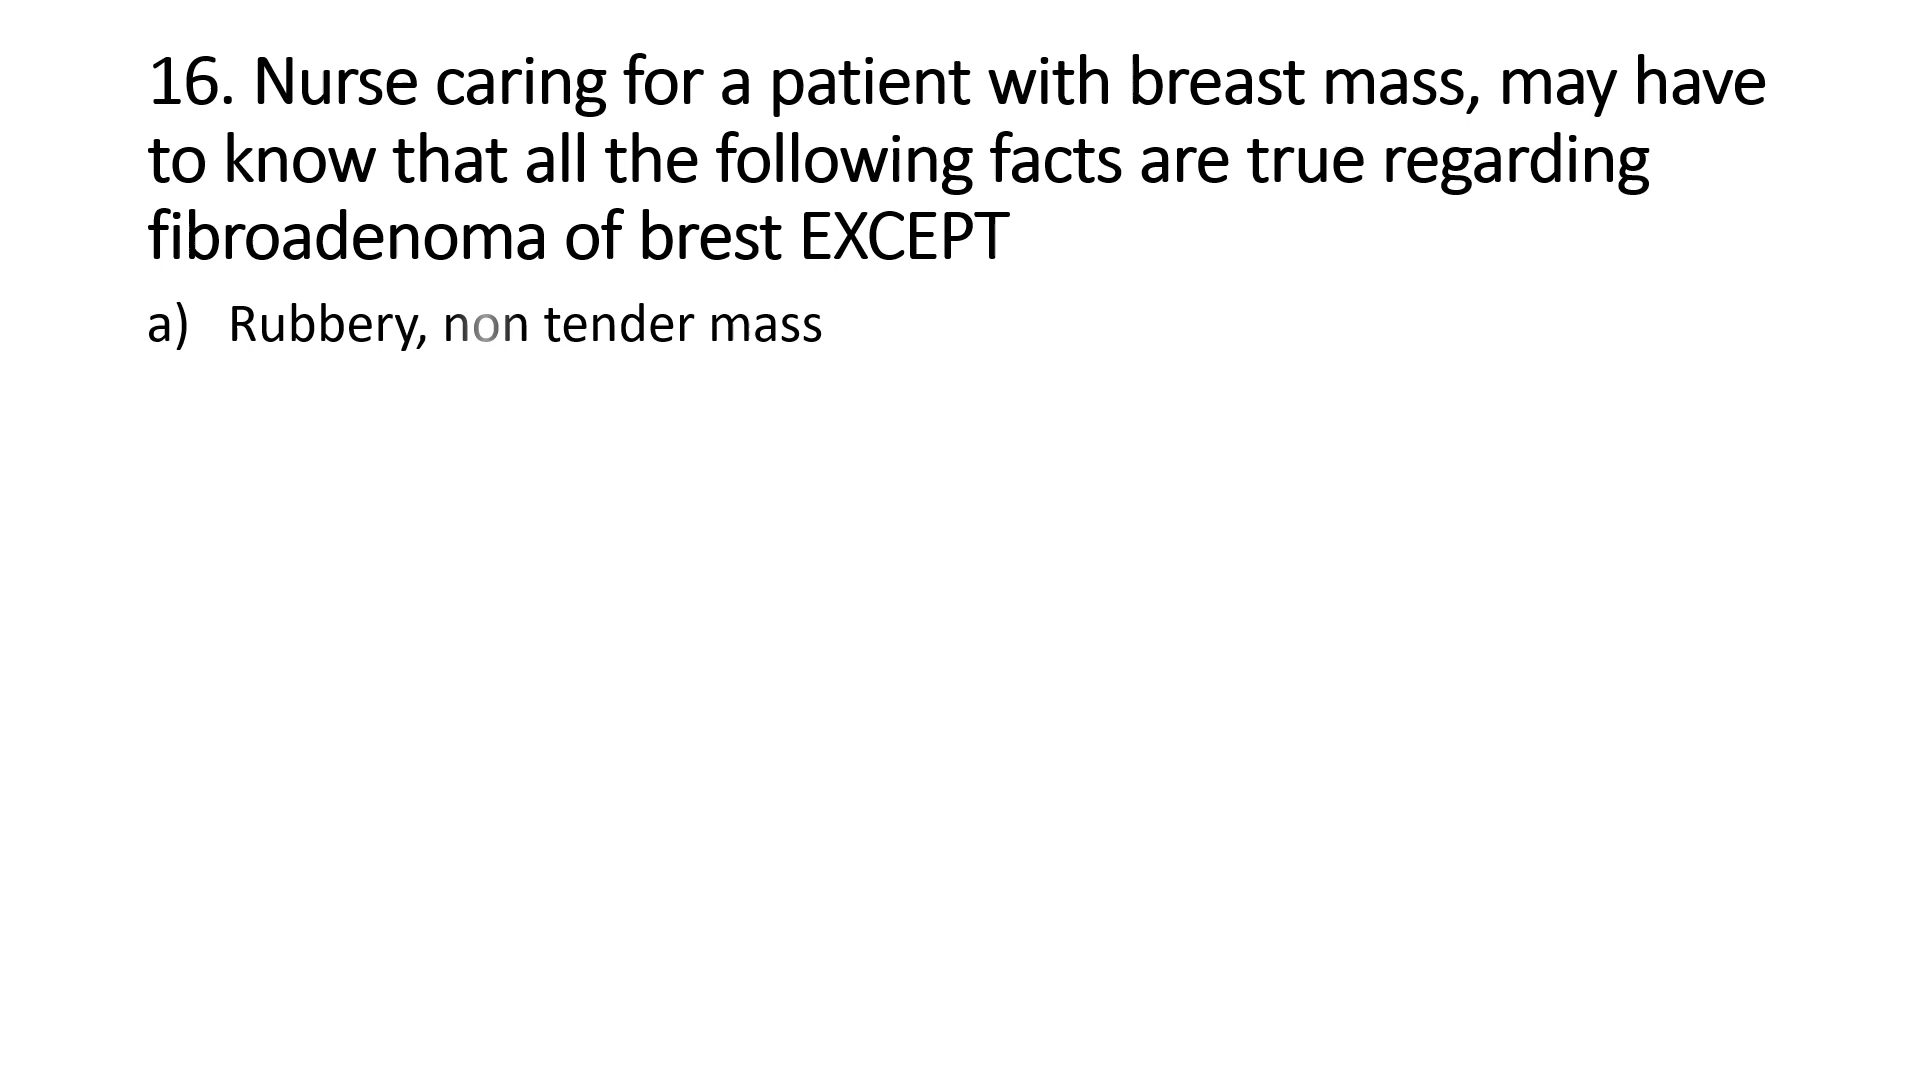 16. Nurse caring for a patient with breast mass, may have
to know that all the following facts are true regarding
fibroadenoma of brest EXCEPT
a) Rubbery, non tender mass